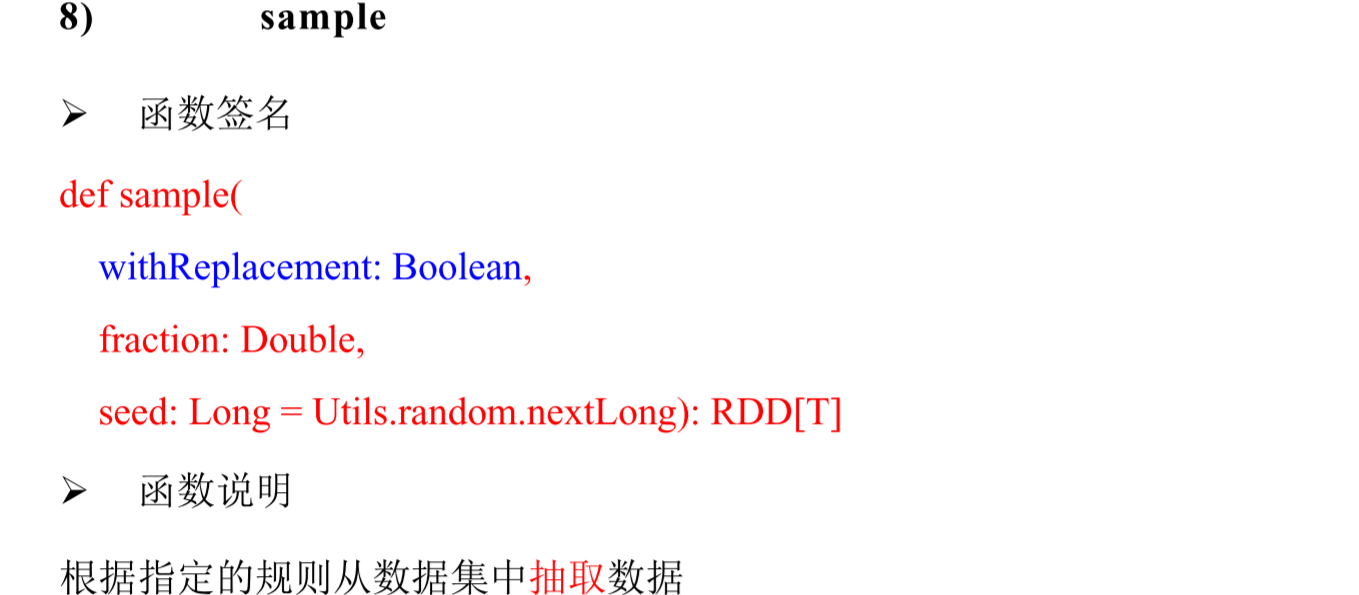 8) sample
➢ 函数签名
def sample(
withReplacement: Boolean,
fraction: Double,
seed: Long = Utils.random.nextLong): RDD[T]
➢ 函数说明
根据指定的规则从数据集中抽取数据